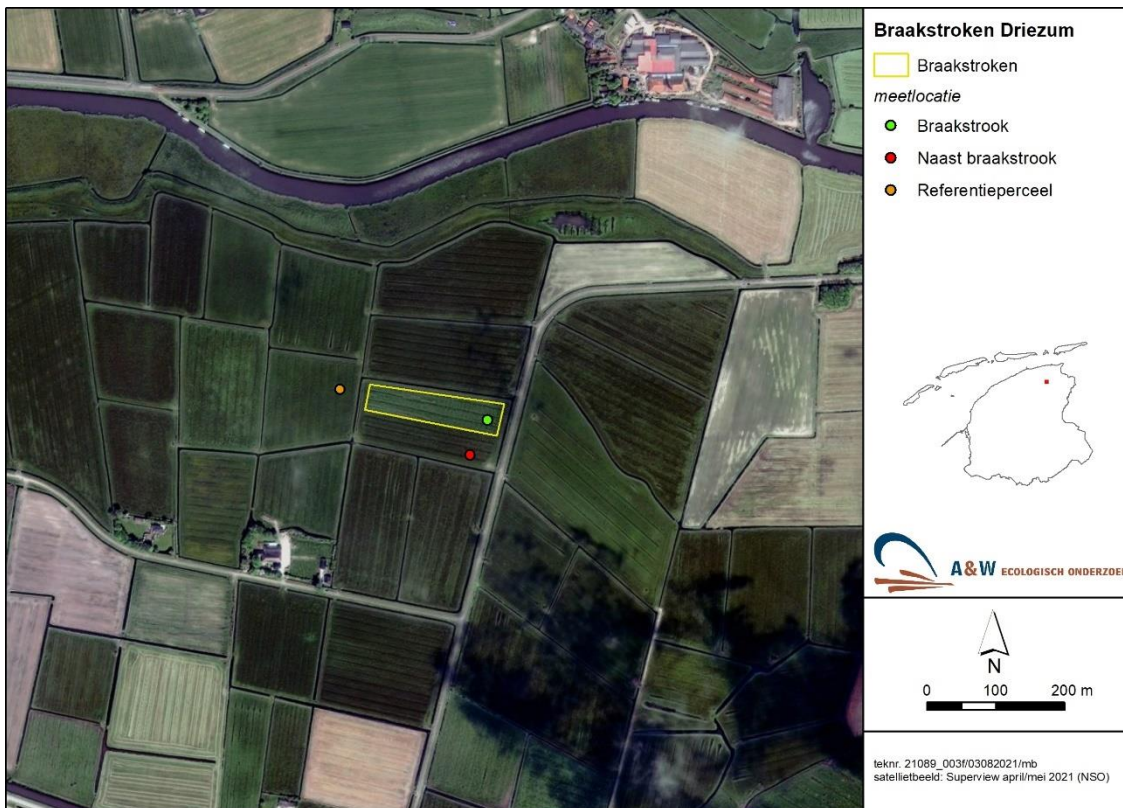 Braakstroken Driezum
Braakstroken
meetlocatie
Braakstrook
Naast braakstrook
Referentieperceel
A&W ECOLOGISCH ONDERZOEK
N
0 100 200 m
teknr. 21089_003f/03082021/mb
satellietbeeld: Superview april/mei 2021 (NSO)